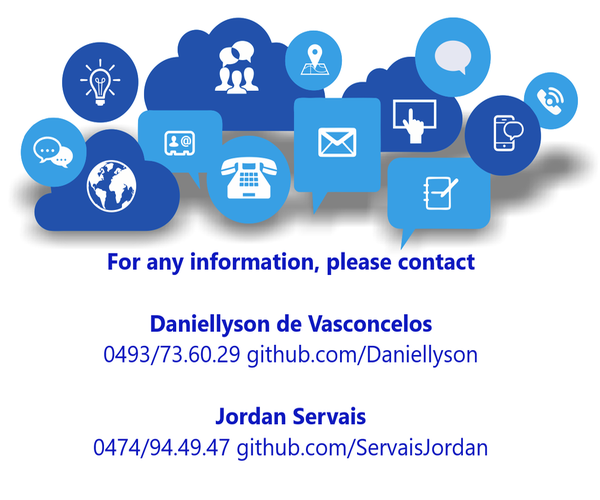 For any information, please contact
Daniellyson de Vasconcelos
0493/73.60.29 github.com/Daniellyson
Jordan Servais
0474/94.49.47 github.com/ServaisJordan